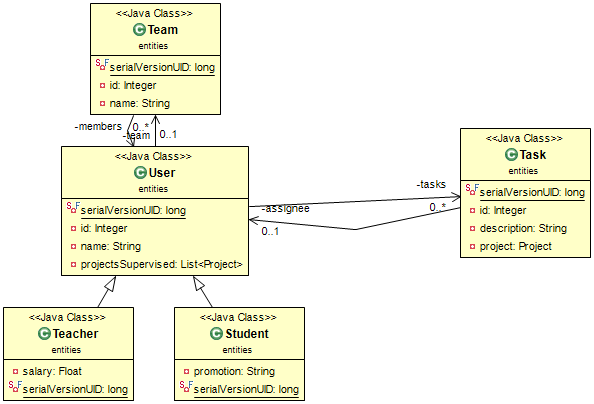 <<Java Class>>
Team
entities
serialVersionUID: long
id: Integer
name: String
-members
0..*
-team
0..1
<<Java Class>>
User
entities
serialVersionUID: long
id: Integer
name: String
projectsSupervised: List<Project>
-assignee
0..1
-tasks
0..*
<<Java Class>>
Task
entities
serialVersionUID: long
id: Integer
description: String
project: Project
<<Java Class>>
Teacher
entities
salary: Float
serialVersionUID: long
<<Java Class>>
Student
entities
promotion: String
serialVersionUID: long